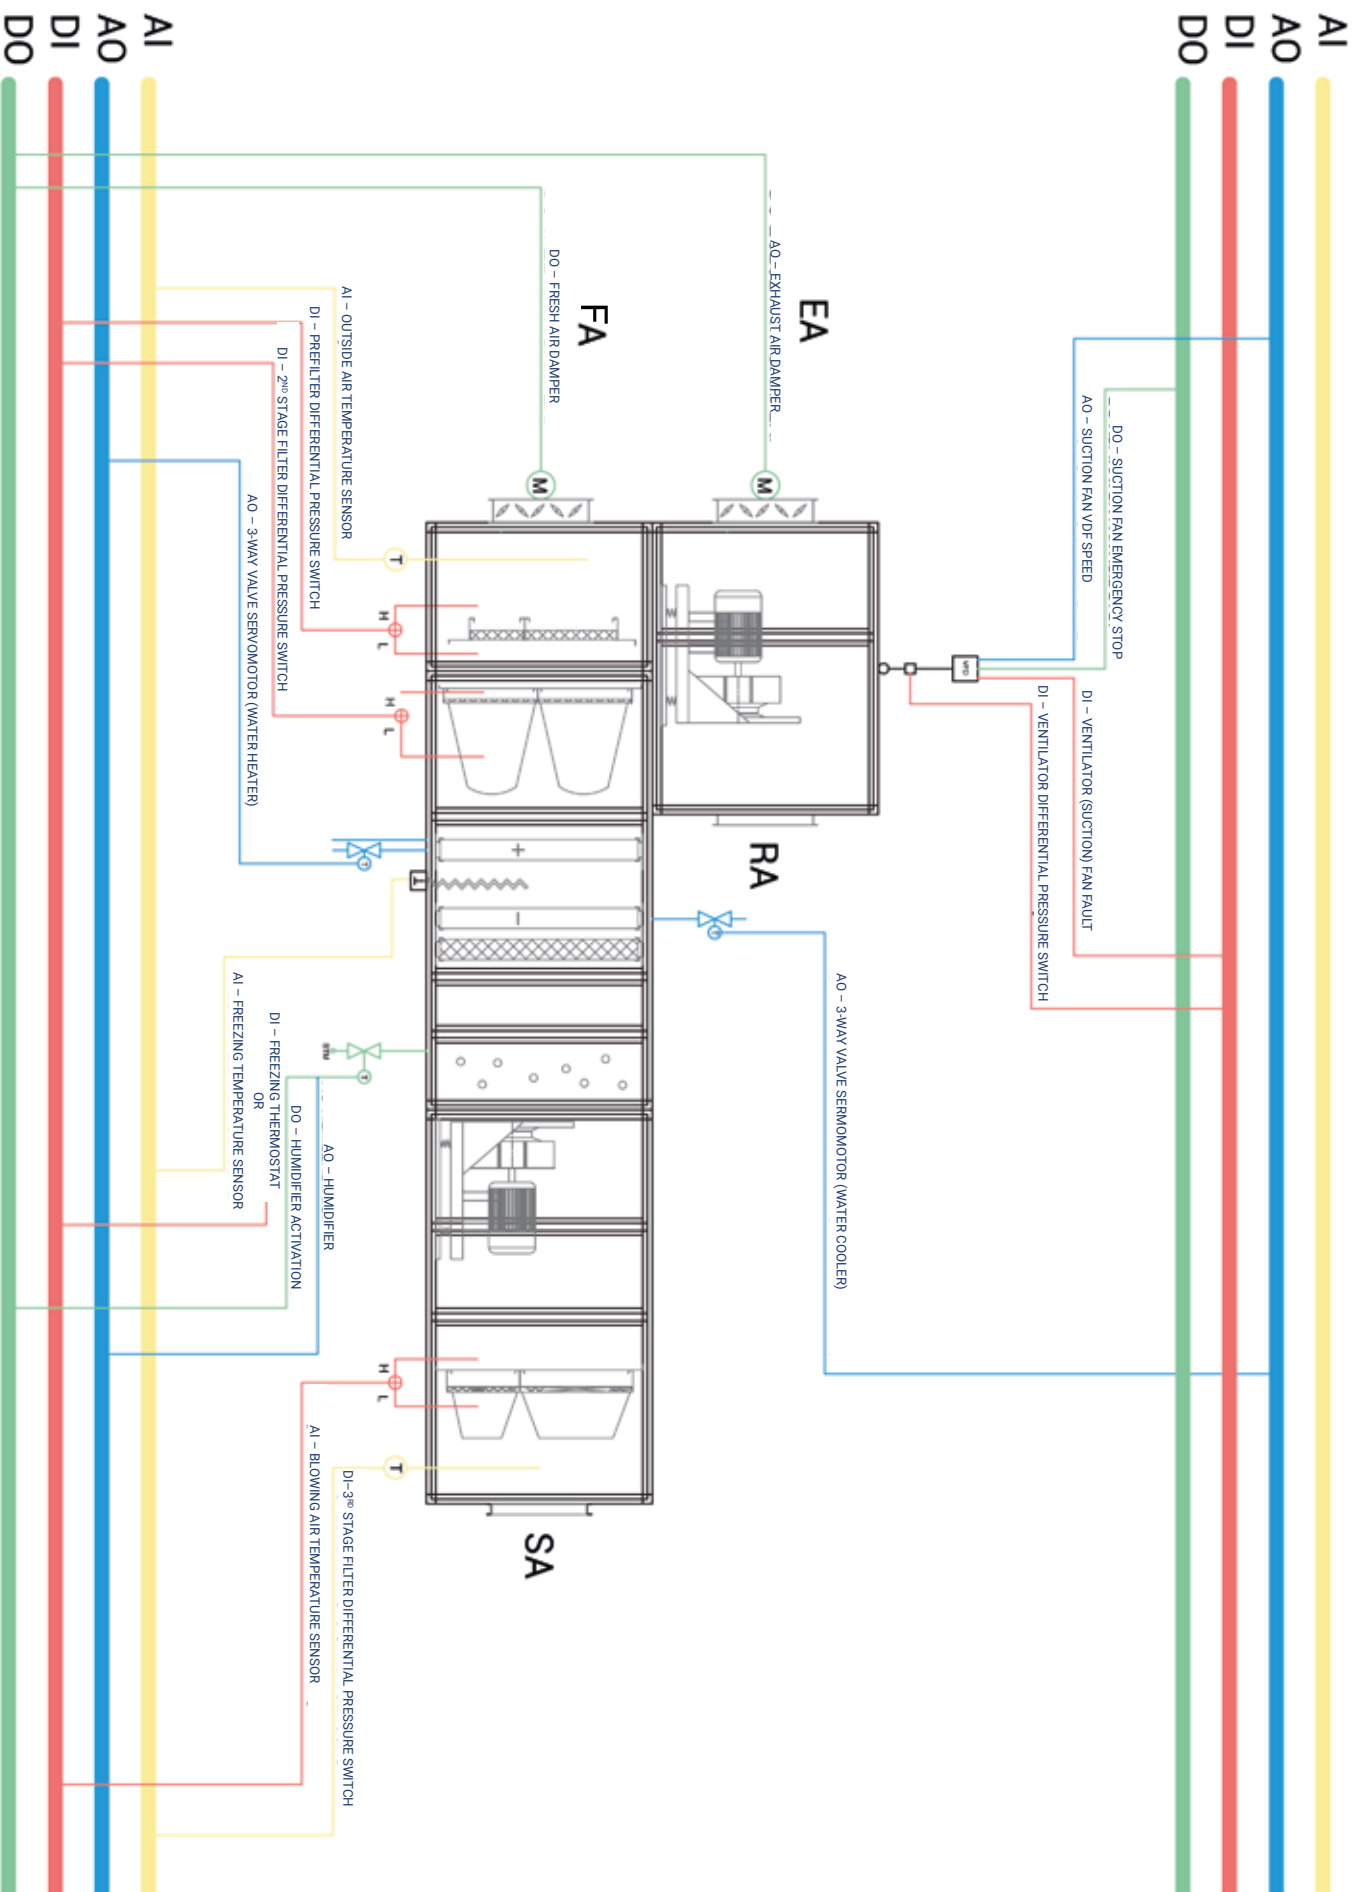 AI
AO
DI
DO
DO – SUCTION FAN EMERGENCY STOP
AO – SUCTION FAN VDF SPEED
DI – VENTILATOR (SUCTION) FAN FAULT
DI – VENTILATOR DIFFERENTIAL PRESSURE SWITCH
VFD
AO – 3-WAY VALVE SERMOMOTOR (WATER COOLER)
EA
AO – EXHAUST AIR DAMPER
M
RA
FA
DO – FRESH AIR DAMPER
M
SA
+
–
T
T
T
H L
H L
H L
STM
AI – OUTSIDE AIR TEMPERATURE SENSOR
DI–3RD STAGE FILTER DIFFERENTIAL PRESSURE SWITCH
DI – PREFILTER DIFFERENTIAL PRESSURE SWITCH
AO – HUMIDIFIER
AI – BLOWING AIR TEMPERATURE SENSOR
DI – 2ND STAGE FILTER DIFFERENTIAL PRESSURE SWITCH
DO – HUMIDIFIER ACTIVATION
DI – FREEZING THERMOSTAT
OR
AO – 3-WAY VALVE SERVOMOTOR (WATER HEATER)
AI – FREEZING TEMPERATURE SENSOR
AI
AO
DI
DO